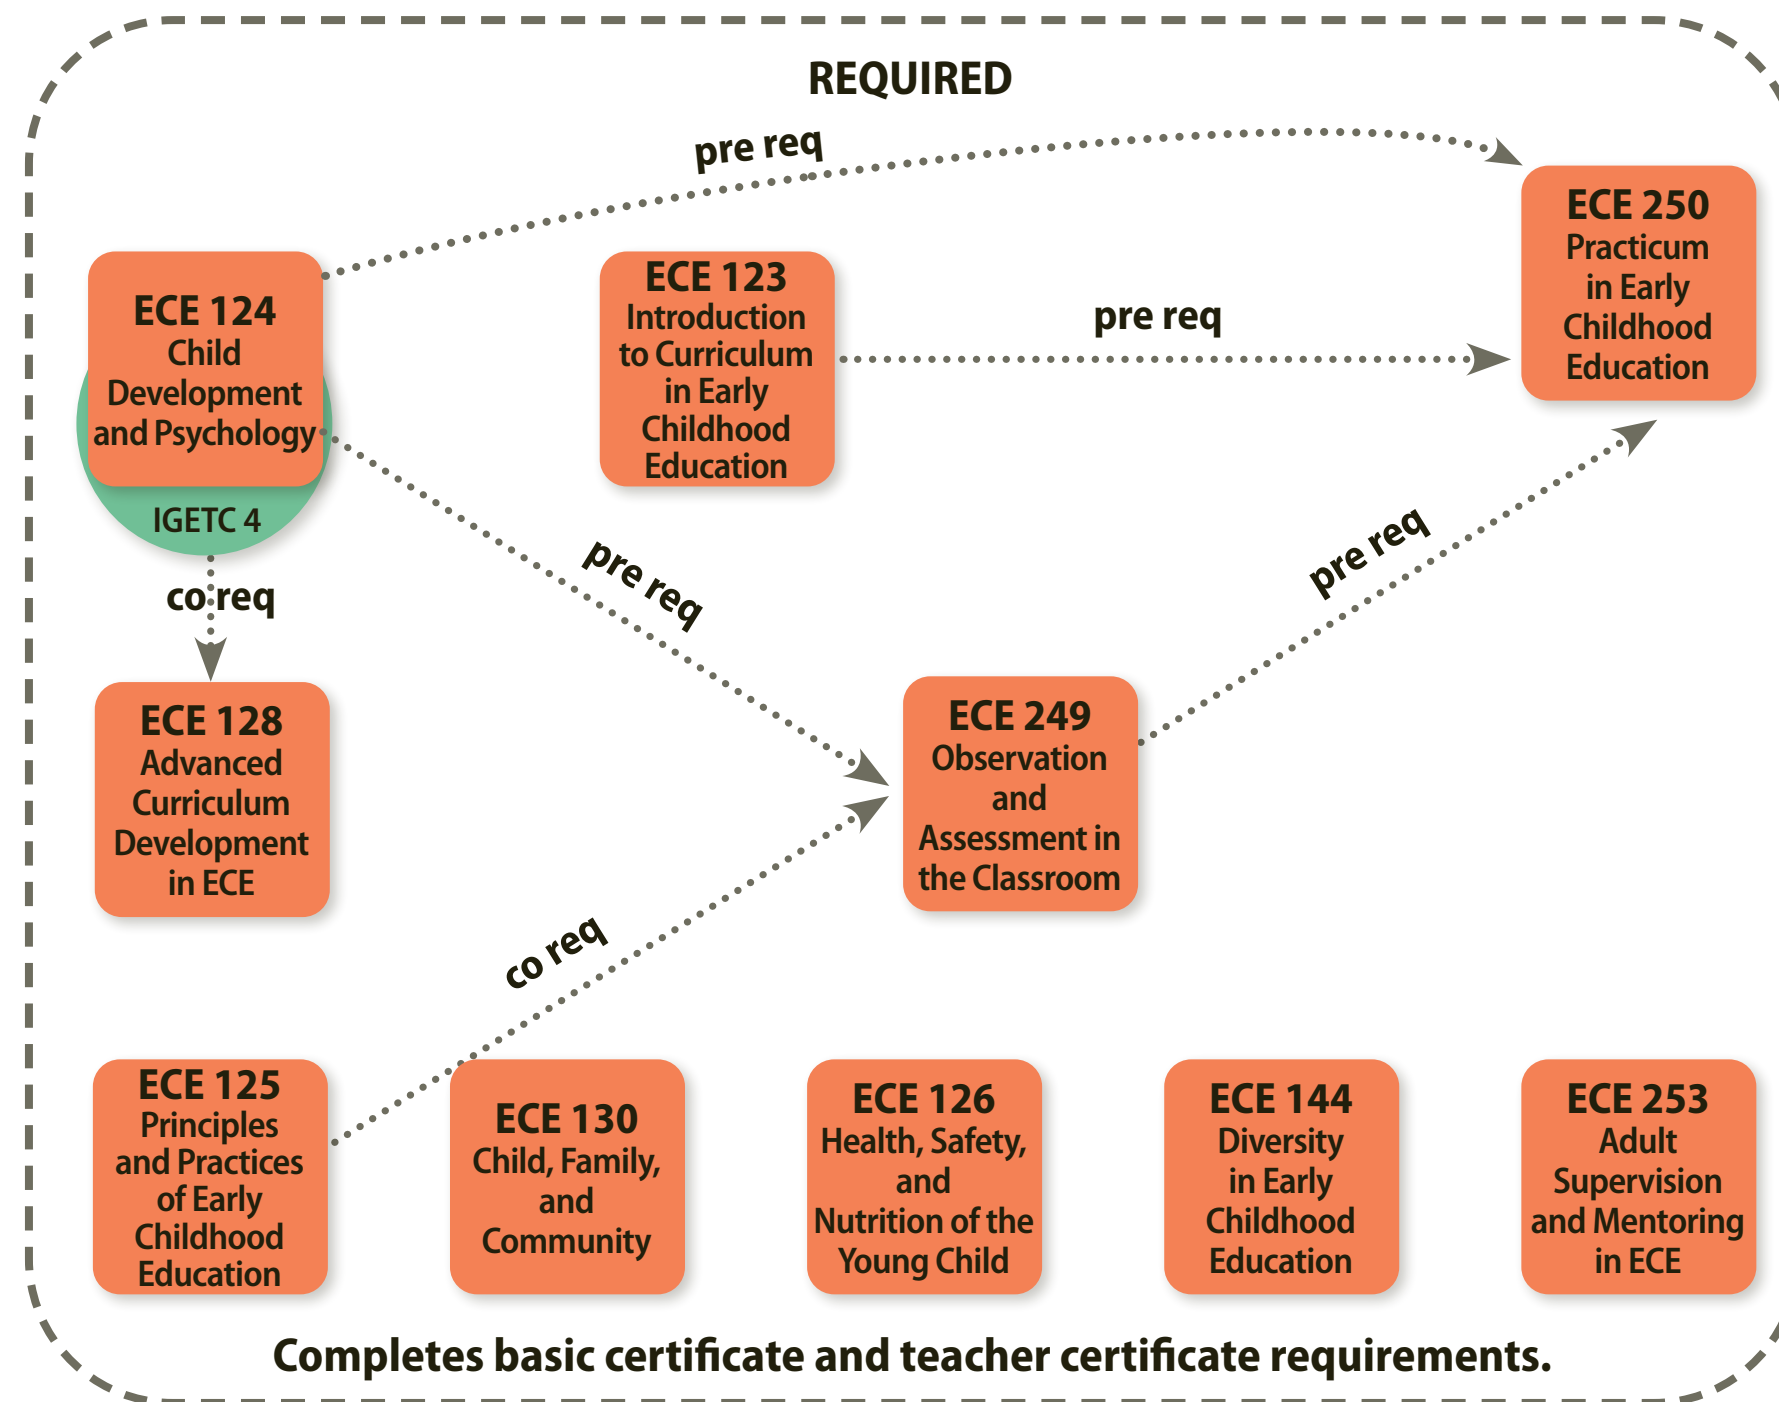 REQUIRED
pre req
ECE 250
Practicum
in Early
Childhood
Education
ECE 124
Child
Development
and Psychology
IGETC 4
ECE 123
Introduction
to Curriculum
in Early
Childhood
Education
pre req
pre req
pre req
co req
ECE 128
Advanced
Curriculum
Development
in ECE
ECE 249
Observation
and
Assessment in
the Classroom
co req
ECE 125
Principles
and Practices
of Early
Childhood
Education
ECE 130
Child, Family,
and
Community
ECE 126
Health, Safety,
and
Nutrition of the
Young Child
ECE 144
Diversity
in Early
Childhood
Education
ECE 253
Adult
Supervision
and Mentoring
in ECE
Completes basic certificate and teacher certificate requirements.